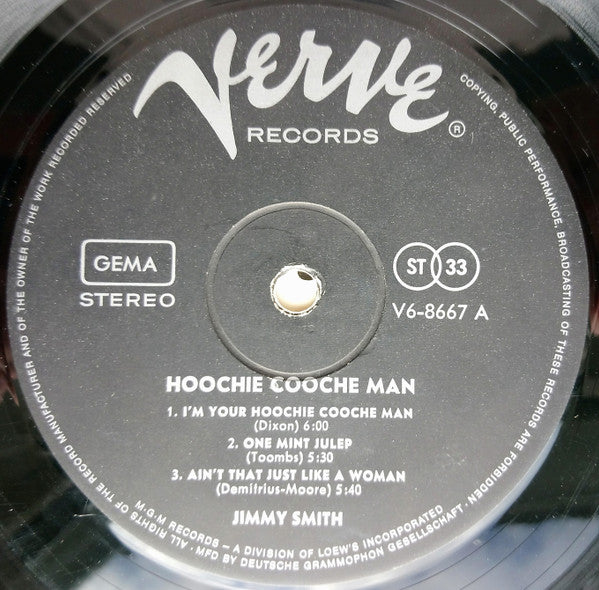 Verve
RECORDS ®
GEMA
STEREO
ST 33
V6-8667 A
HOOCHIE COOCHE MAN
1. I'M YOUR HOOCHIE COOCHE MAN
(Dixon) 6:00
2. ONE MINT JULEP
(Toombs) 5:30
3. AIN'T THAT JUST LIKE A WOMAN
(Demitrius-Moore) 5:40
JIMMY SMITH
M-G-M RECORDS – A DIVISION OF LOEW'S INCORPORATED
· ALL RIGHTS OF THE RECORD MANUFACTURER AND OF THE OWNER OF THE WORK RECORDED RESERVED
COPYING, PUBLIC PERFORMANCE, BROADCASTING OF THESE RECORDS ARE FORBIDDEN ·
MFD BY DEUTSCHE GRAMMOPHON GESELLSCHAFT ·